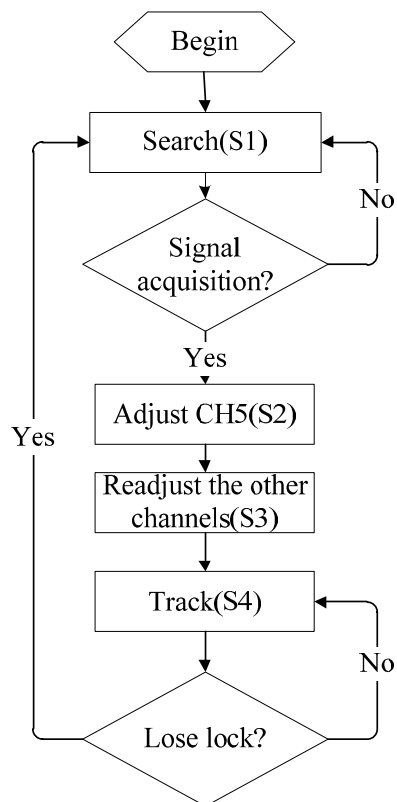 Begin
Search(S1)
No
Signal
acquisition?
Yes
Adjust CH5(S2)
Yes
Readjust the other
channels(S3)
Track(S4)
No
Lose lock?